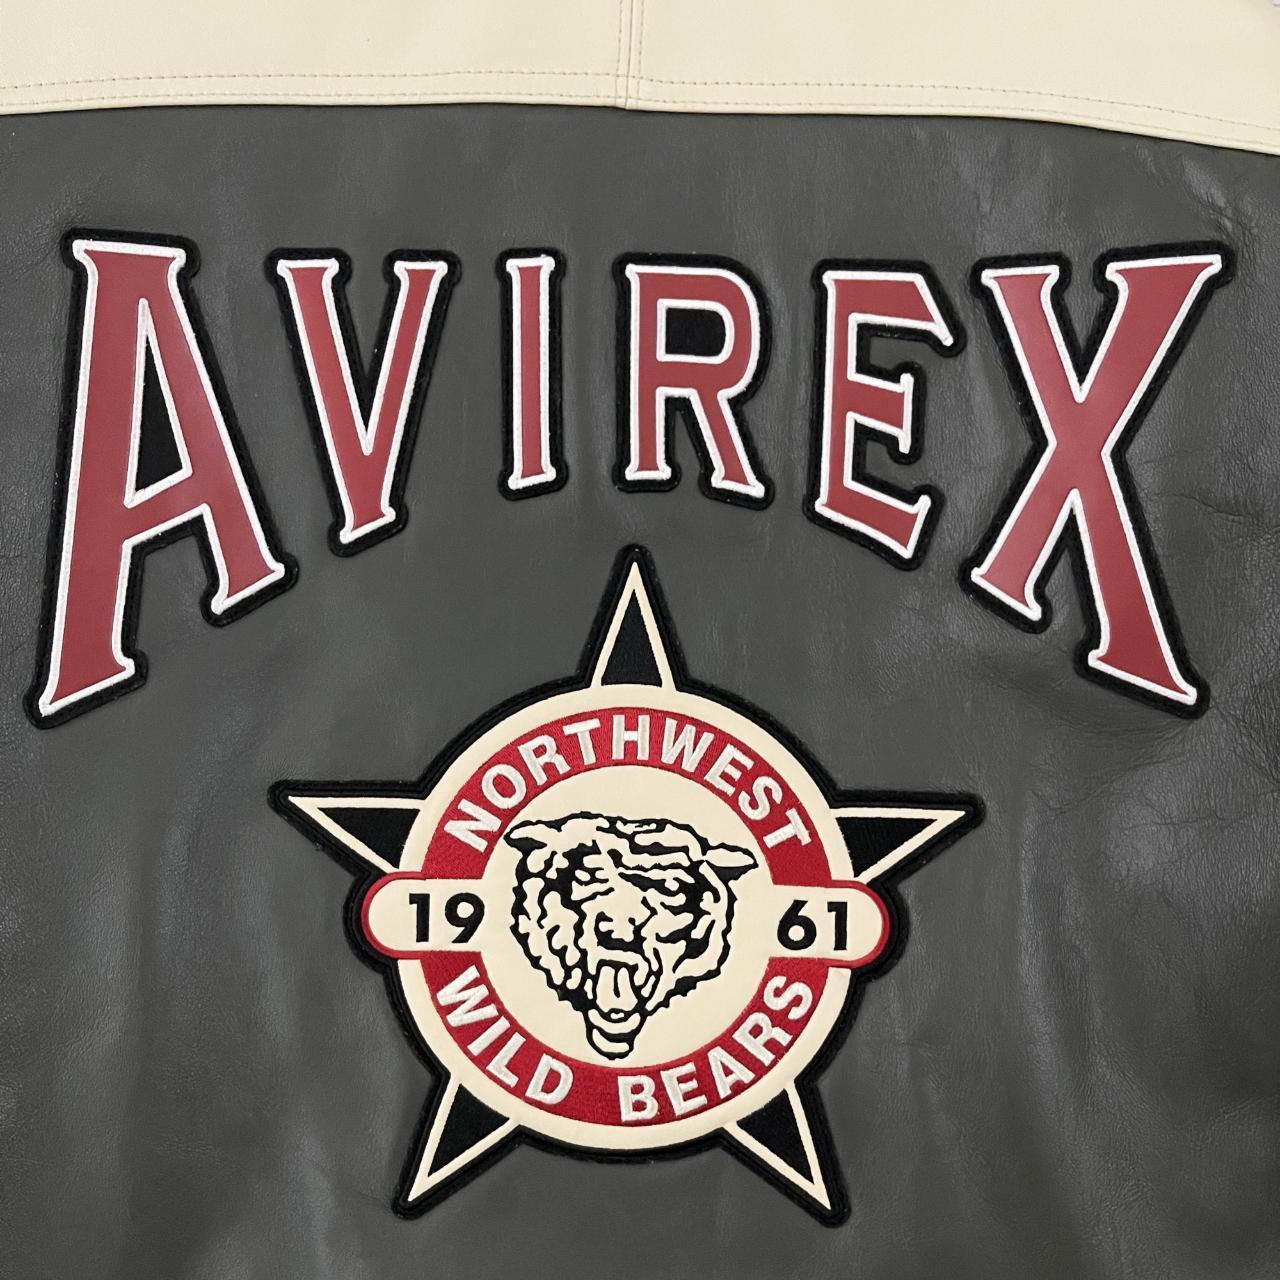 AVIREX
NORTHWEST
19 61
WILD BEARS